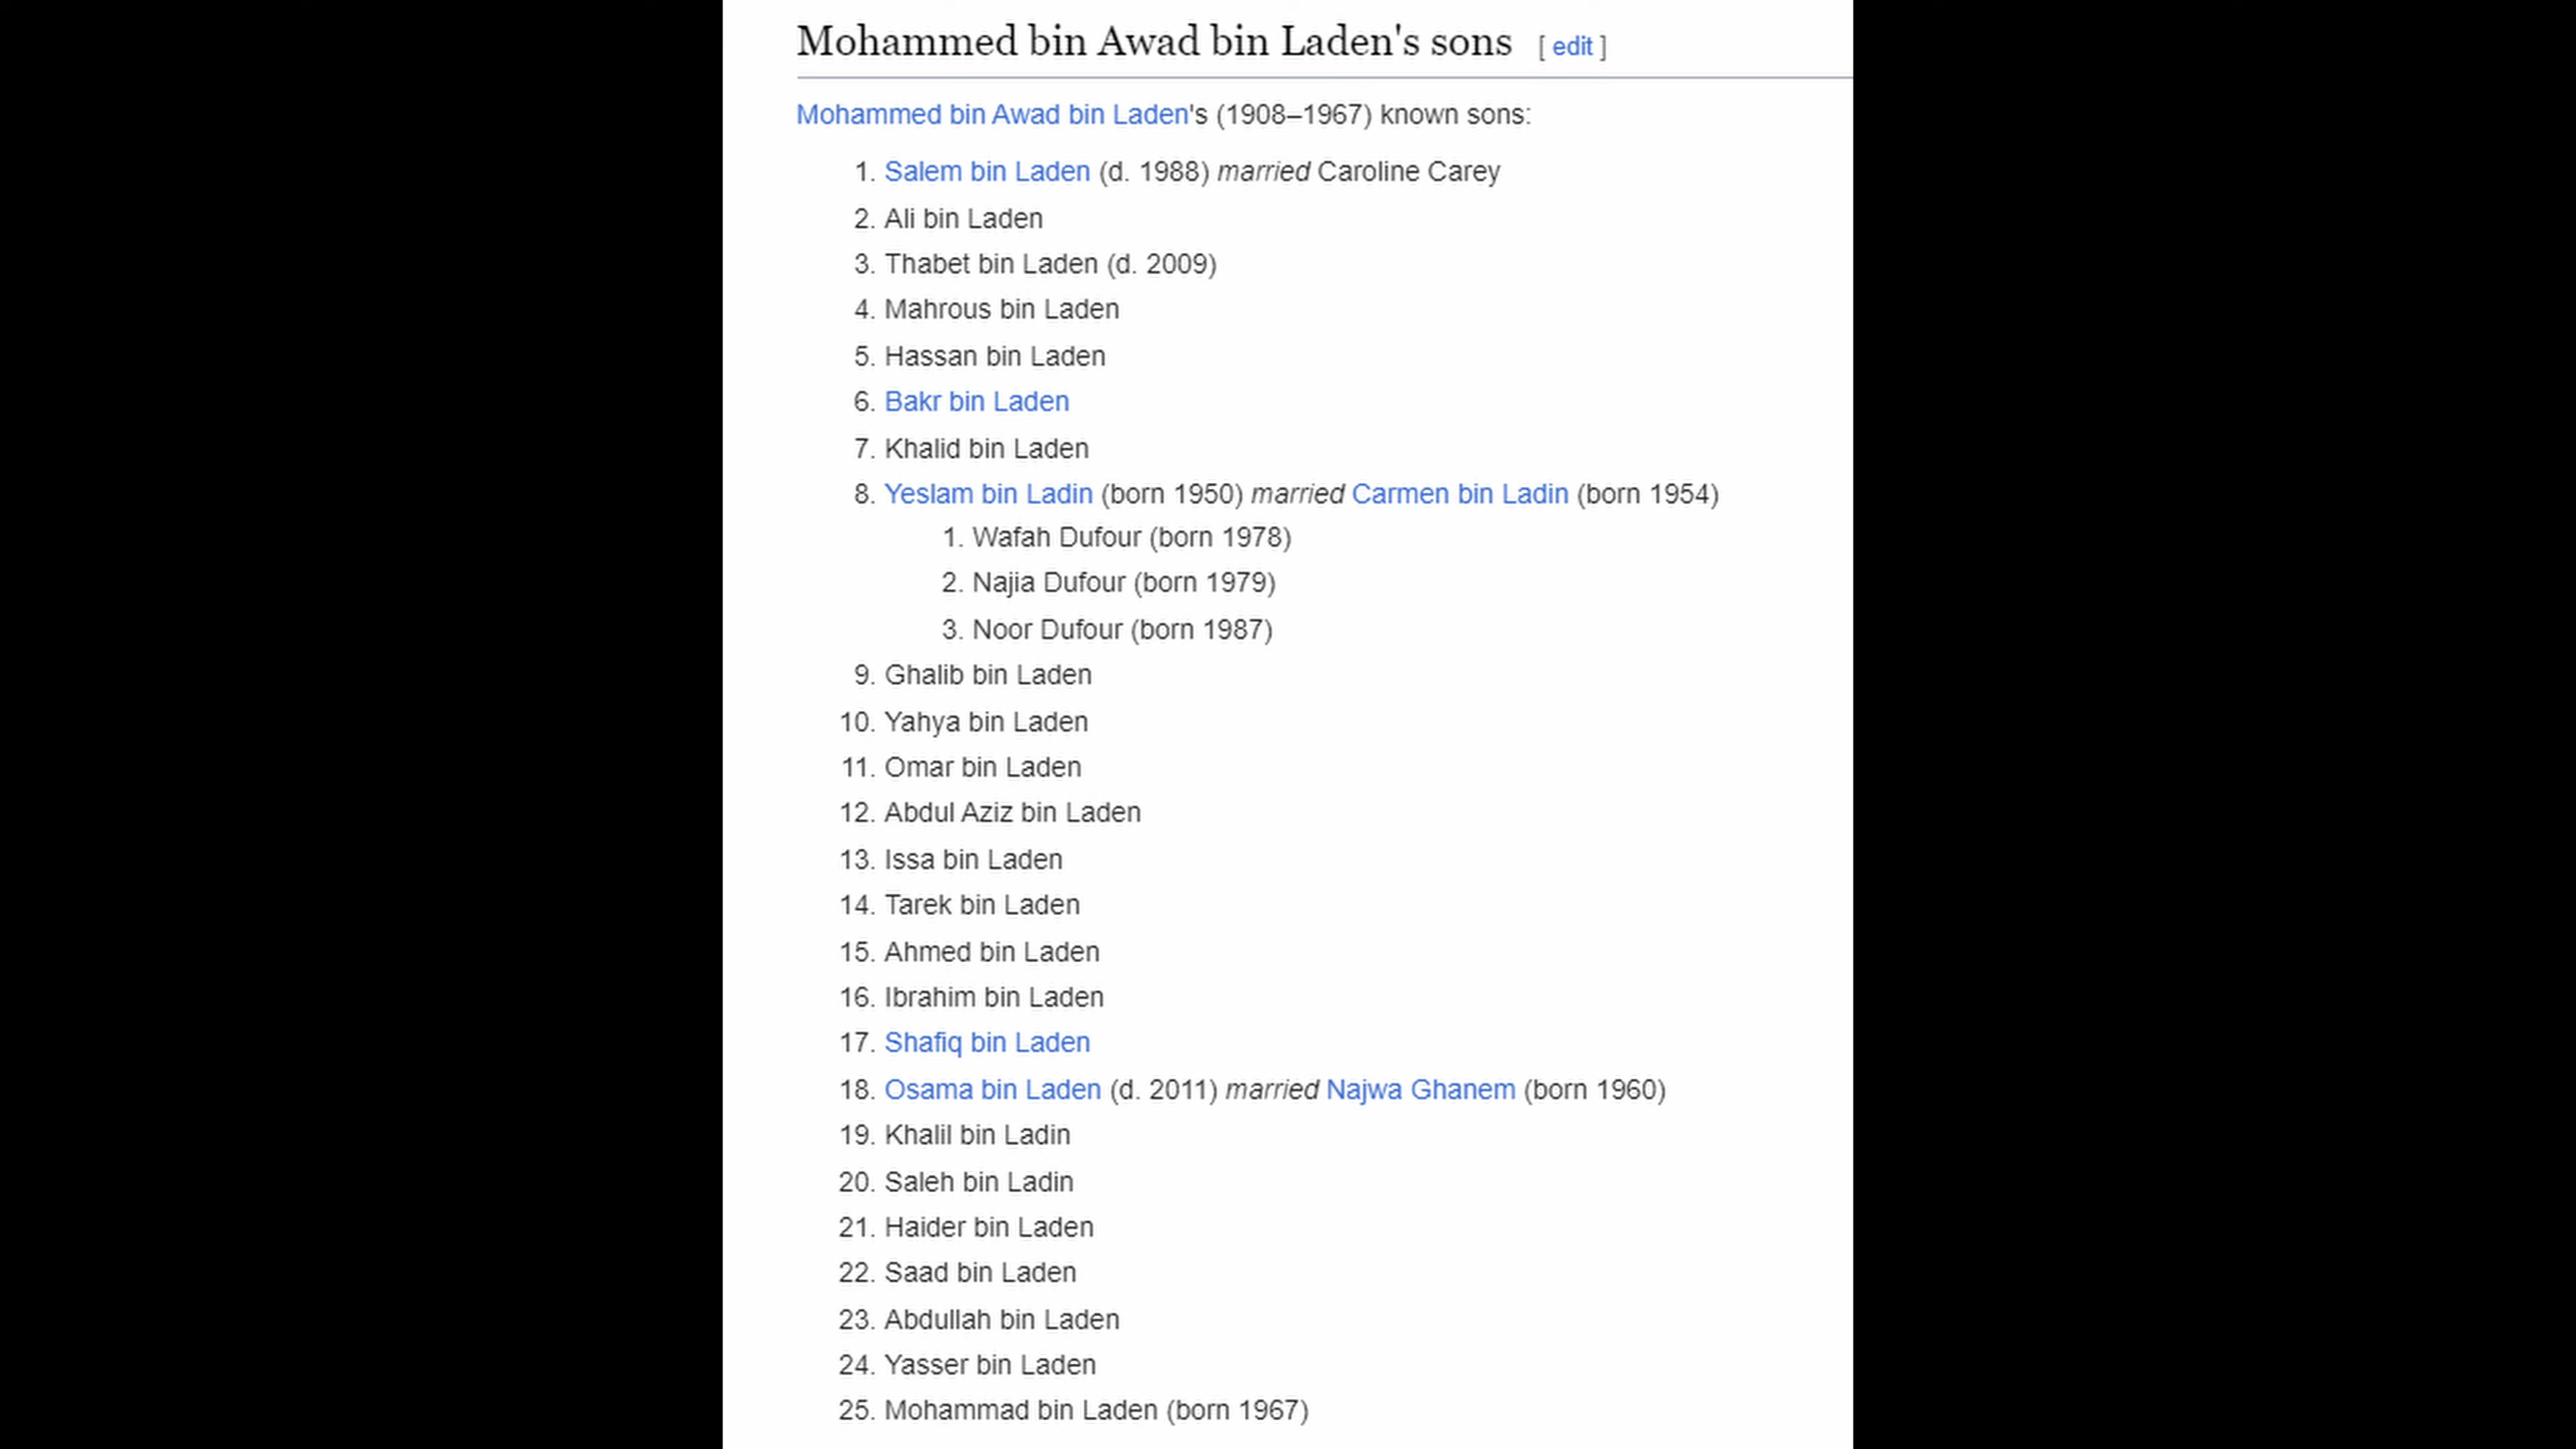 Mohammed bin Awad bin Laden's sons [ edit ]
Mohammed bin Awad bin Laden's (1908–1967) known sons:
1. Salem bin Laden (d. 1988) married Caroline Carey
2. Ali bin Laden
3. Thabet bin Laden (d. 2009)
4. Mahrous bin Laden
5. Hassan bin Laden
6. Bakr bin Laden
7. Khalid bin Laden
8. Yeslam bin Ladin (born 1950) married Carmen bin Ladin (born 1954)
1. Wafah Dufour (born 1978)
2. Najia Dufour (born 1979)
3. Noor Dufour (born 1987)
9. Ghalib bin Laden
10. Yahya bin Laden
11. Omar bin Laden
12. Abdul Aziz bin Laden
13. Issa bin Laden
14. Tarek bin Laden
15. Ahmed bin Laden
16. Ibrahim bin Laden
17. Shafiq bin Laden
18. Osama bin Laden (d. 2011) married Najwa Ghanem (born 1960)
19. Khalil bin Ladin
20. Saleh bin Ladin
21. Haider bin Laden
22. Saad bin Laden
23. Abdullah bin Laden
24. Yasser bin Laden
25. Mohammad bin Laden (born 1967)